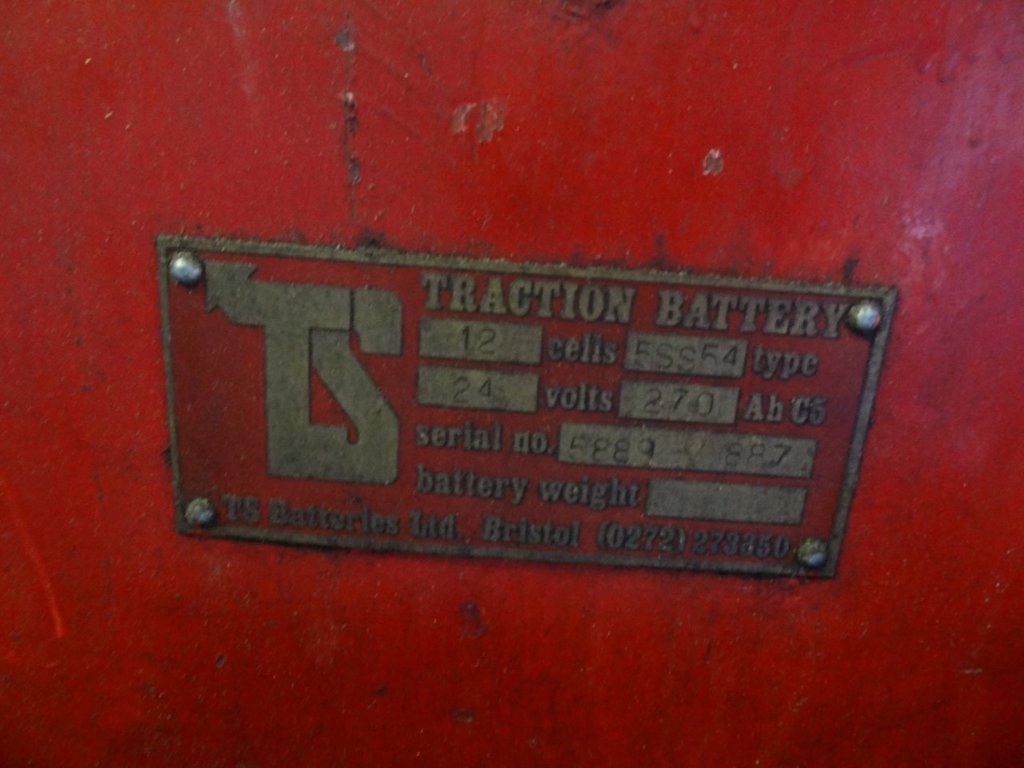 TS
TRACTION BATTERY
12 cells 5SS54 type
24 volts 270 Ah C5
serial no.
battery weight
TS Batteries Ltd. Bristol (0272) 273350